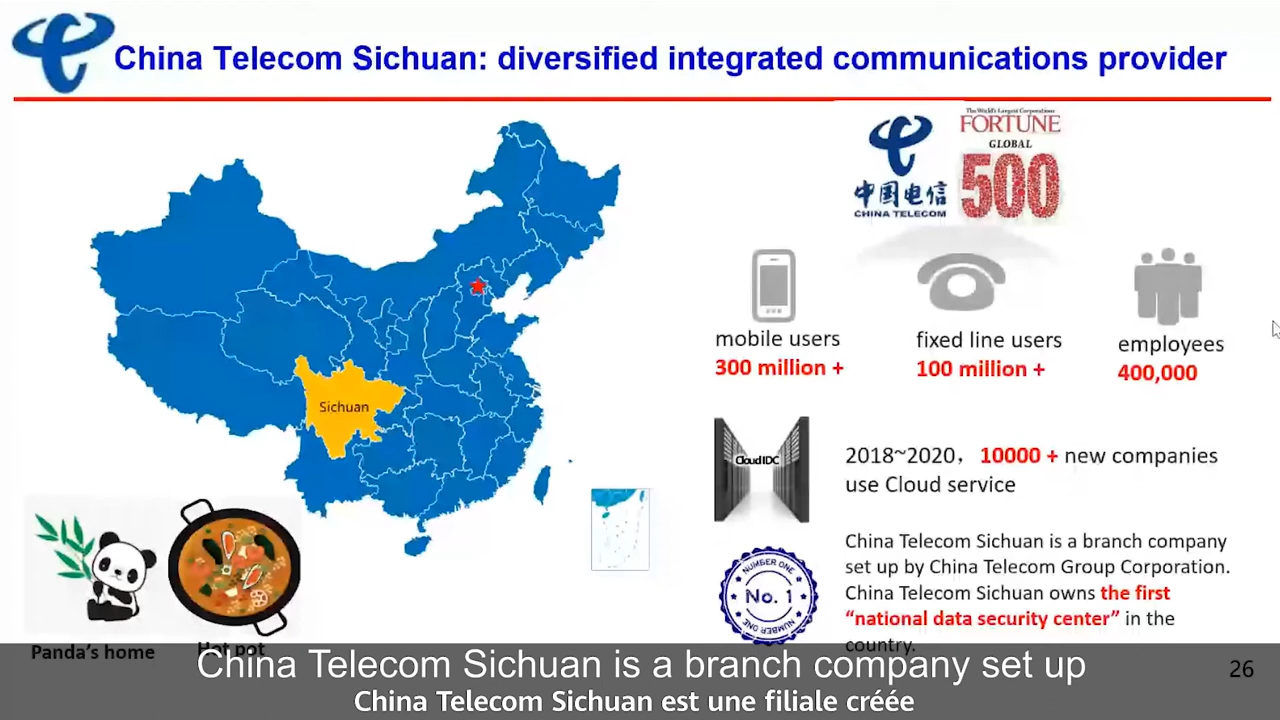 China Telecom Sichuan: diversified integrated communications provider
The World's Largest Corporations
FORTUNE
GLOBAL
500
中国电信
CHINA TELECOM
mobile users
300 million +
fixed line users
100 million +
employees
400,000
Sichuan
Cloud IDC
2018~2020，10000 + new companies
use Cloud service
NUMBER ONE
No. 1
NUMBER ONE
China Telecom Sichuan is a branch company
set up by China Telecom Group Corporation.
China Telecom Sichuan owns the first
“national data security center” in the
country.
Panda’s home
Hot pot
China Telecom Sichuan is a branch company set up
China Telecom Sichuan est une filiale créée
26